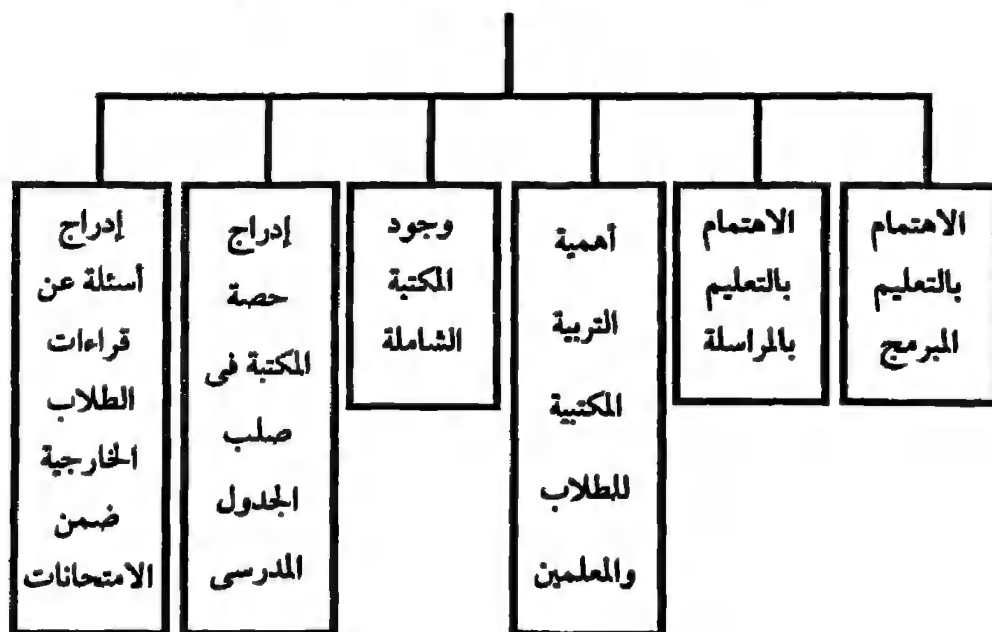 الاهتمام
بالتعليم
المبرمج
الاهتمام
بالتعليم
بالمراسلة
أهمية
التربية
المكتبية
للطلاب
والمعلمين
وجود
المكتبة
الشاملة
إدراج
حصة
المكتبة فى
صلب
الجدول
المدرسى
إدراج
أسئلة عن
قراءات
الطلاب
الخارجية
ضمن
الامتحانات